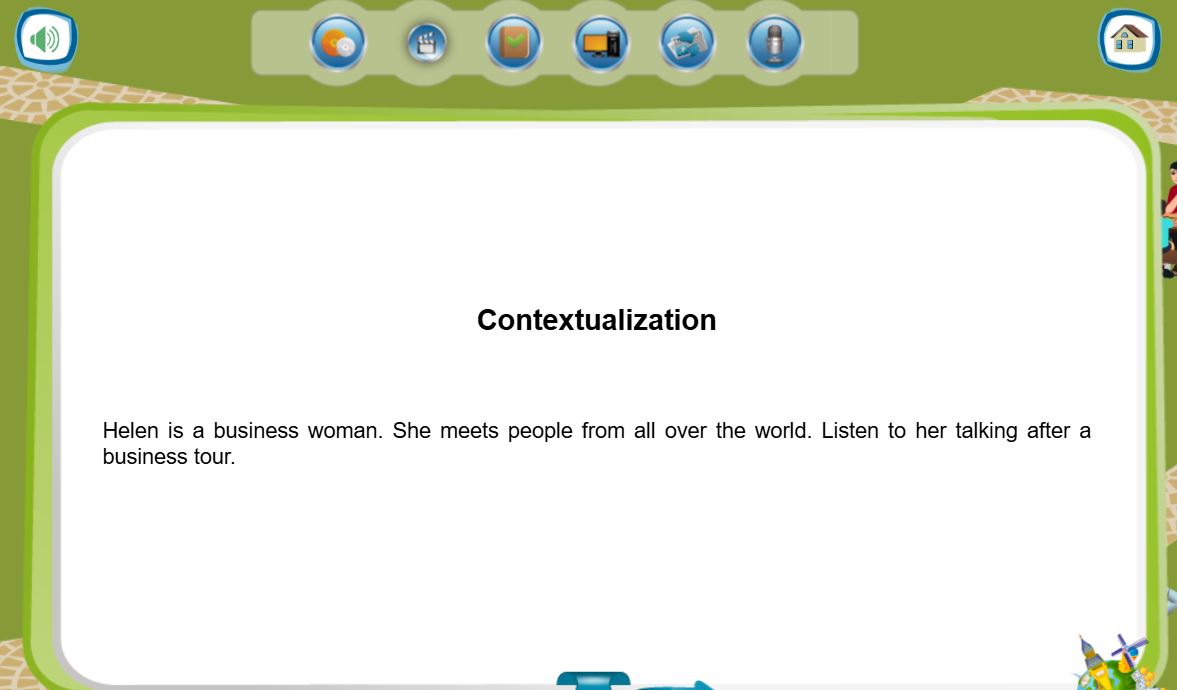 Contextualization
Helen is a business woman. She meets people from all over the world. Listen to her talking after a
business tour.